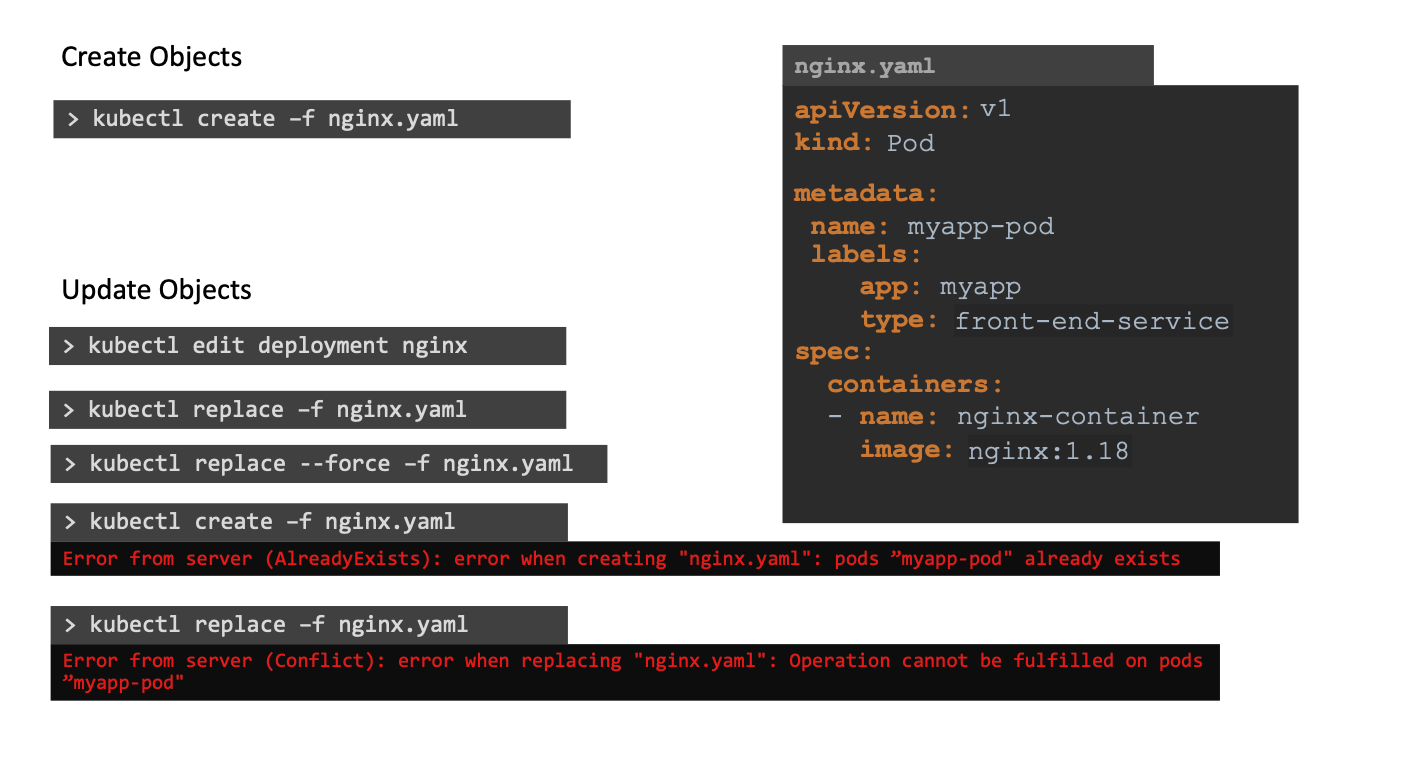 Create Objects
> kubectl create –f nginx.yaml
Update Objects
> kubectl edit deployment nginx
> kubectl replace –f nginx.yaml
> kubectl replace --force –f nginx.yaml
> kubectl create –f nginx.yaml
Error from server (AlreadyExists): error when creating "nginx.yaml": pods ”myapp-pod" already exists
> kubectl replace –f nginx.yaml
Error from server (Conflict): error when replacing "nginx.yaml": Operation cannot be fulfilled on pods
”myapp-pod"
nginx.yaml
apiVersion: v1
kind: Pod
metadata:
name: myapp-pod
labels:
app: myapp
type: front-end-service
spec:
containers:
- name: nginx-container
image: nginx:1.18